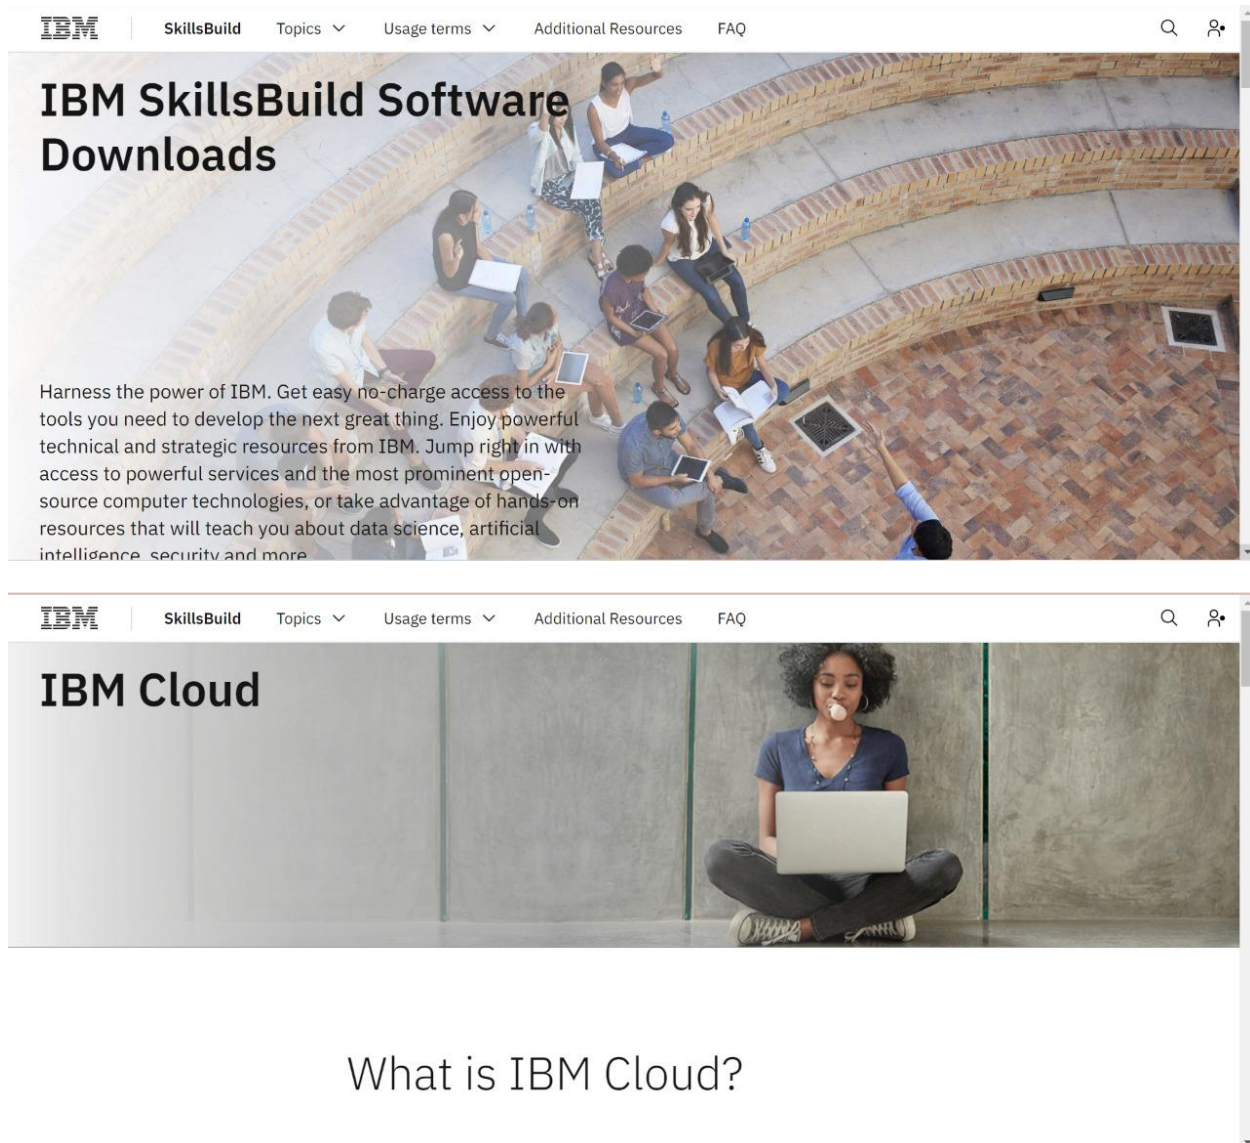 IBM SkillsBuild Topics Usage terms Additional Resources FAQ
IBM SkillsBuild Software
Downloads
Harness the power of IBM. Get easy no-charge access to the
tools you need to develop the next great thing. Enjoy powerful
technical and strategic resources from IBM. Jump right in with
access to powerful services and the most prominent open-
source computer technologies, or take advantage of hands-on
resources that will teach you about data science, artificial
intelligence, security and more
IBM SkillsBuild Topics Usage terms Additional Resources FAQ
IBM Cloud
What is IBM Cloud?